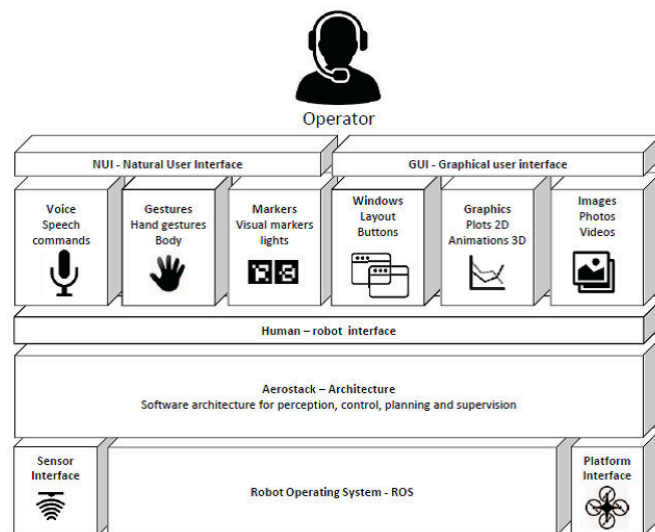 Operator
NUI - Natural User Interface
GUI - Graphical user interface
Voice
Speech
commands
Gestures
Hand gestures
Body
Markers
Visual markers
lights
Windows
Layout
Buttons
Graphics
Plots 2D
Animations 3D
Images
Photos
Videos
Human – robot interface
Aerostack – Architecture
Software architecture for perception, control, planning and supervision
Sensor
Interface
Robot Operating System - ROS
Platform
Interface